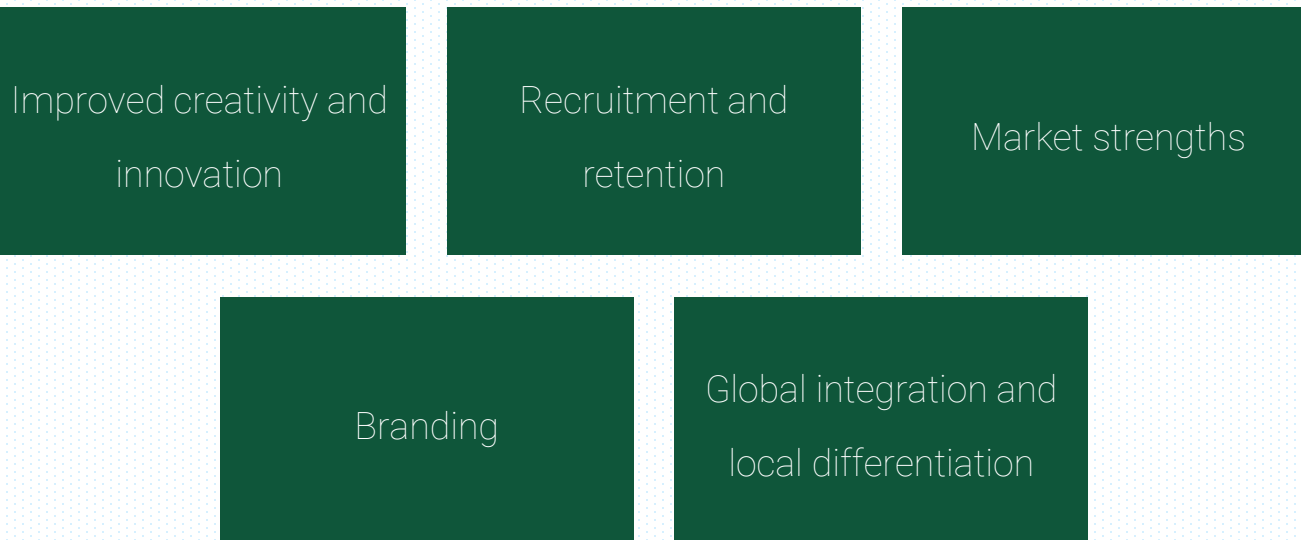 Improved creativity and
innovation
Recruitment and
retention
Market strengths
Branding
Global integration and
local differentiation